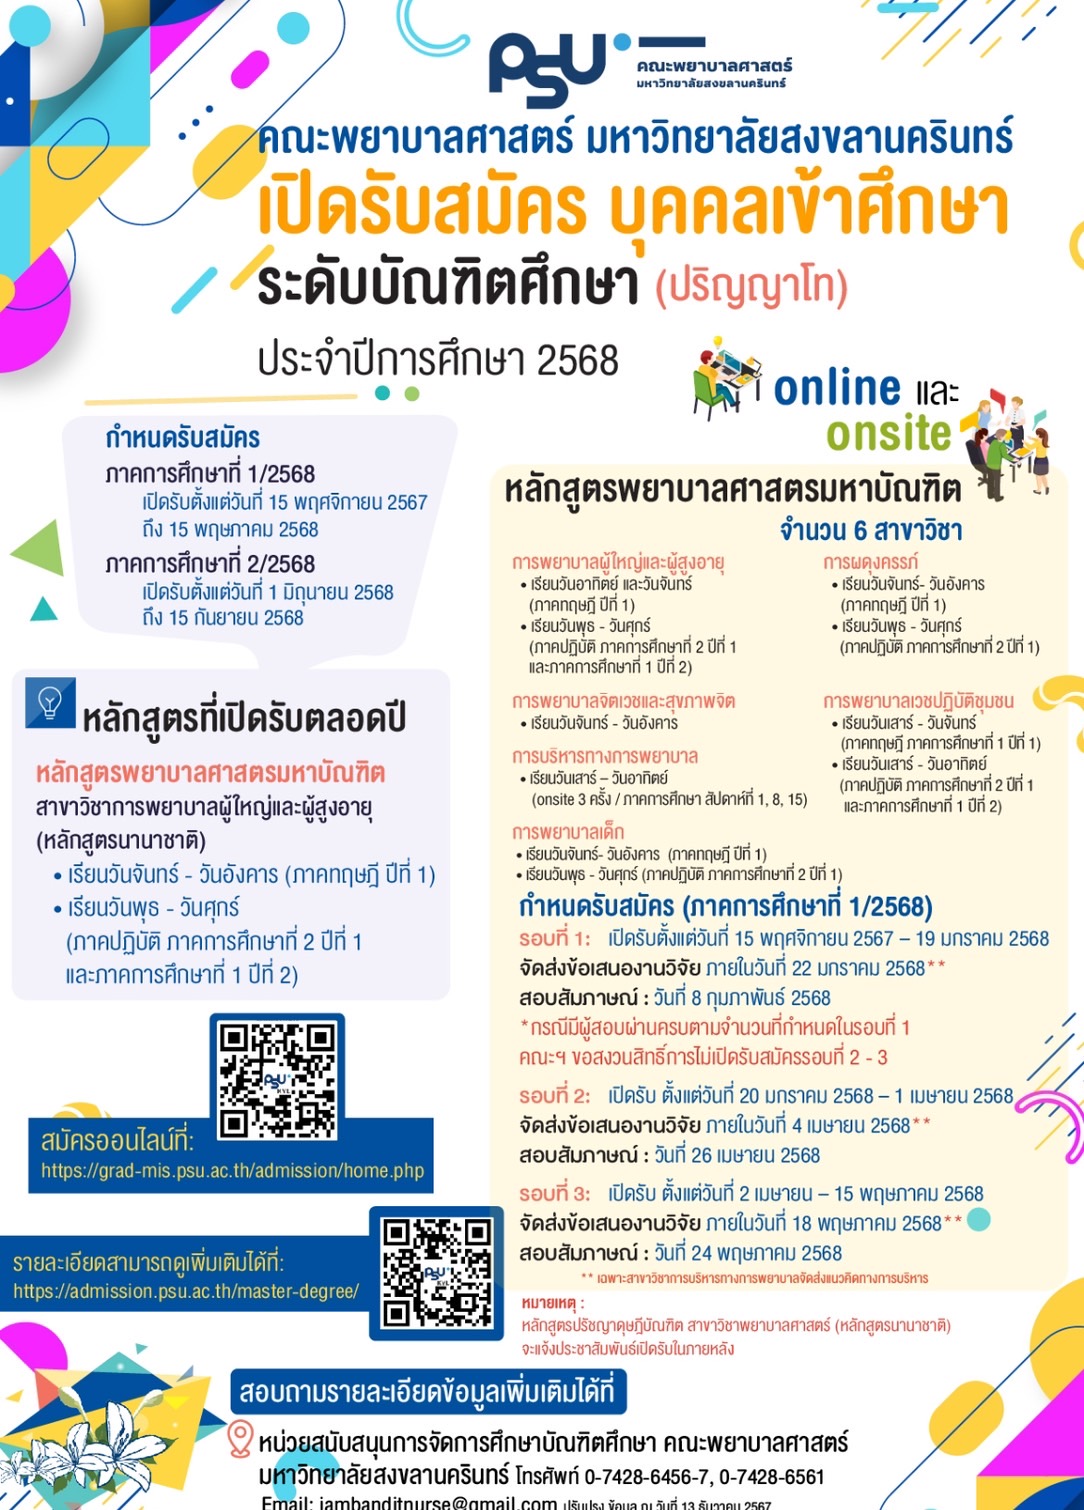 PSU
คณะพยาบาลศาสตร์
มหาวิทยาลัยสงขลานครินทร์
คณะพยาบาลศาสตร์ มหาวิทยาลัยสงขลานครินทร์
เปิดรับสมัคร บุคคลเข้าศึกษา
ระดับบัณฑิตศึกษา (ปริญญาโท)
ประจำปีการศึกษา 2568
online และ
onsite
กำหนดรับสมัคร
ภาคการศึกษาที่ 1/2568
เปิดรับตั้งแต่วันที่ 15 พฤศจิกายน 2567
ถึง 15 พฤษภาคม 2568
ภาคการศึกษาที่ 2/2568
เปิดรับตั้งแต่วันที่ 1 มิถุนายน 2568
ถึง 15 กันยายน 2568
หลักสูตรที่เปิดรับตลอดปี
หลักสูตรพยาบาลศาสตรมหาบัณฑิต
สาขาวิชาการพยาบาลผู้ใหญ่และผู้สูงอายุ
(หลักสูตรนานาชาติ)
• เรียนวันจันทร์ - วันอังคาร (ภาคทฤษฎี ปีที่ 1)
• เรียนวันพุธ - วันศุกร์
(ภาคปฏิบัติ ภาคการศึกษาที่ 2 ปีที่ 1
และภาคการศึกษาที่ 1 ปีที่ 2)
สมัครออนไลน์ที่:
https://grad-mis.psu.ac.th/admission/home.php
รายละเอียดสามารถดูเพิ่มเติมได้ที่:
https://admission.psu.ac.th/master-degree/
หลักสูตรพยาบาลศาสตรมหาบัณฑิต
จำนวน 6 สาขาวิชา
การพยาบาลผู้ใหญ่และผู้สูงอายุ
• เรียนวันอาทิตย์ และวันจันทร์
(ภาคทฤษฎี ปีที่ 1)
• เรียนวันพุธ - วันศุกร์
(ภาคปฏิบัติ ภาคการศึกษาที่ 2 ปีที่ 1
และภาคการศึกษาที่ 1 ปีที่ 2)
การผดุงครรภ์
• เรียนวันจันทร์- วันอังคาร
(ภาคทฤษฎี ปีที่ 1)
• เรียนวันพุธ - วันศุกร์
(ภาคปฏิบัติ ภาคการศึกษาที่ 2 ปีที่ 1)
การพยาบาลจิตเวชและสุขภาพจิต
• เรียนวันจันทร์ - วันอังคาร
การบริหารทางการพยาบาล
• เรียนวันเสาร์ – วันอาทิตย์
(onsite 3 ครั้ง / ภาคการศึกษา สัปดาห์ที่ 1, 8, 15)
การพยาบาลเวชปฏิบัติชุมชน
• เรียนวันเสาร์ - วันจันทร์
(ภาคทฤษฎี ภาคการศึกษาที่ 1 ปีที่ 1)
• เรียนวันเสาร์ - วันอาทิตย์
(ภาคปฏิบัติ ภาคการศึกษาที่ 2 ปีที่ 1
และภาคการศึกษาที่ 1 ปีที่ 2)
การพยาบาลเด็ก
• เรียนวันจันทร์- วันอังคาร (ภาคทฤษฎี ปีที่ 1)
• เรียนวันพุธ - วันศุกร์ (ภาคปฏิบัติ ภาคการศึกษาที่ 2 ปีที่ 1)
กำหนดรับสมัคร (ภาคการศึกษาที่ 1/2568)
รอบที่ 1: เปิดรับตั้งแต่วันที่ 15 พฤศจิกายน 2567 – 19 มกราคม 2568
จัดส่งข้อเสนองานวิจัย ภายในวันที่ 22 มกราคม 2568**
สอบสัมภาษณ์ : วันที่ 8 กุมภาพันธ์ 2568
*กรณีมีผู้สอบผ่านครบตามจำนวนที่กำหนดในรอบที่ 1
คณะฯ ขอสงวนสิทธิ์การไม่เปิดรับสมัครรอบที่ 2 - 3
รอบที่ 2: เปิดรับ ตั้งแต่วันที่ 20 มกราคม 2568 – 1 เมษายน 2568
จัดส่งข้อเสนองานวิจัย ภายในวันที่ 4 เมษายน 2568**
สอบสัมภาษณ์ : วันที่ 26 เมษายน 2568
รอบที่ 3: เปิดรับ ตั้งแต่วันที่ 2 เมษายน – 15 พฤษภาคม 2568
จัดส่งข้อเสนองานวิจัย ภายในวันที่ 18 พฤษภาคม 2568**
สอบสัมภาษณ์ : วันที่ 24 พฤษภาคม 2568
** เฉพาะสาขาวิชาการบริหารทางการพยาบาลจัดส่งแนวคิดทางการบริหาร
หมายเหตุ :
หลักสูตรปรัชญาดุษฎีบัณฑิต สาขาวิชาพยาบาลศาสตร์ (หลักสูตรนานาชาติ)
จะแจ้งประชาสัมพันธ์เปิดรับในภายหลัง
สอบถามรายละเอียดข้อมูลเพิ่มเติมได้ที่
หน่วยสนับสนุนการจัดการศึกษาบัณฑิตศึกษา คณะพยาบาลศาสตร์
มหาวิทยาลัยสงขลานครินทร์ โทรศัพท์ 0-7428-6456-7, 0-7428-6561
Email: iambanditnurse@gmail.com ปรับปรุง ข้อมูล ณ วันที่ 13 ธันวาคม 2567